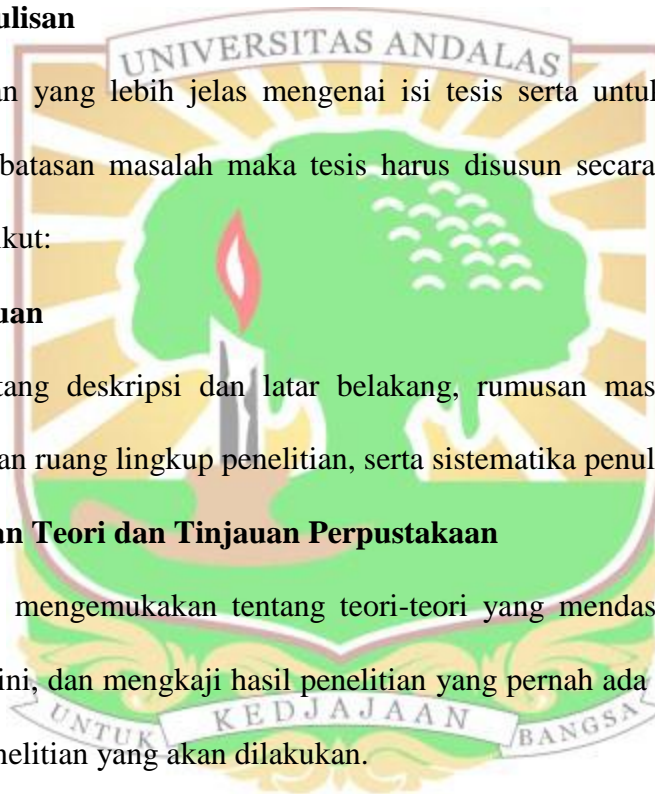 ulisan
UNIVERSITAS ANDALAS
an yang lebih jelas mengenai isi tesis serta untuk
batasan masalah maka tesis harus disusun secara
kut:
uan
tang deskripsi dan latar belakang, rumusan mas
an ruang lingkup penelitian, serta sistematika penul
an Teori dan Tinjauan Perpustakaan
mengemukakan tentang teori-teori yang mendas
ini, dan mengkaji hasil penelitian yang pernah ada
UNTUK KEDJAJAAN BANGSA
nelitian yang akan dilakukan.